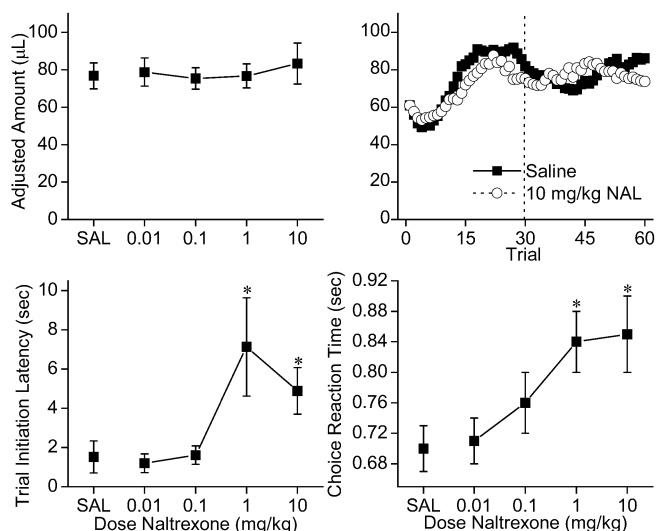 Adjusted Amount (μL)
100
80
60
40
20
0
SAL 0.01 0.1 1 10
100
80
60
40
20
0
Saline
10 mg/kg NAL
0 15 30 45 60
Trial
Trial Initiation Latency (sec)
10
8
6
4
2
0
*
*
SAL 0.01 0.1 1 10
Dose Naltrexone (mg/kg)
Choice Reaction Time (sec)
0.92
0.84
0.76
0.72
0.68
*
*
SAL 0.01 0.1 1 10
Dose Naltrexone (mg/kg)